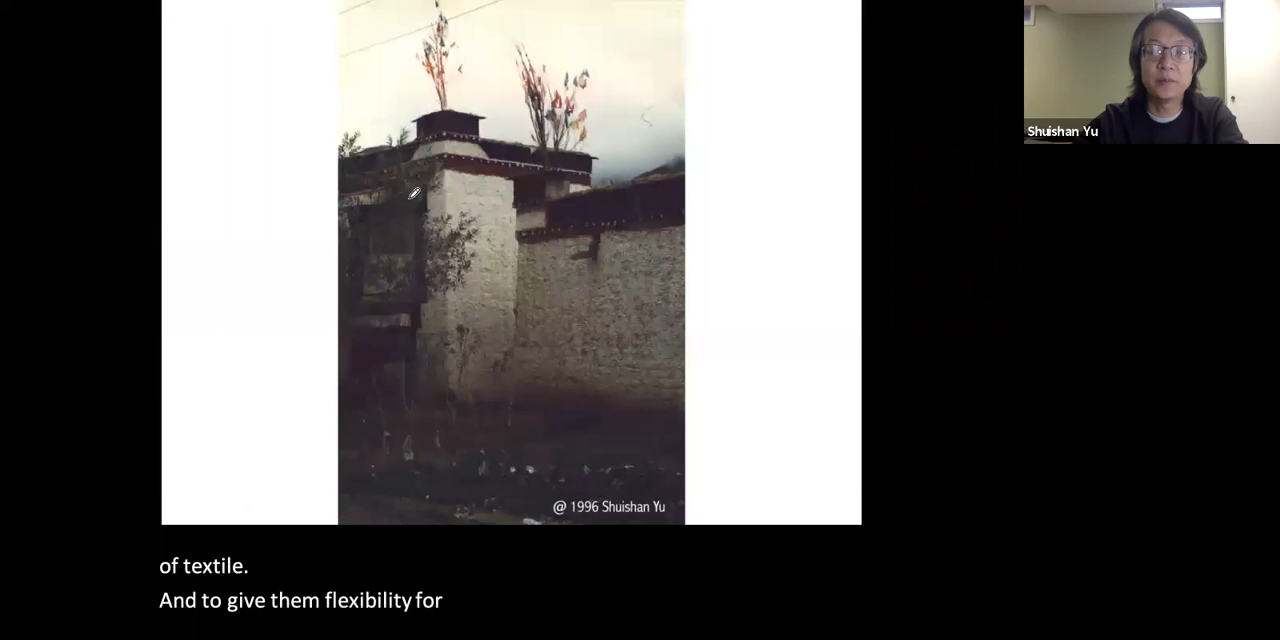 Shuishan Yu
@ 1996 Shuishan Yu
of textile.
And to give them flexibility for